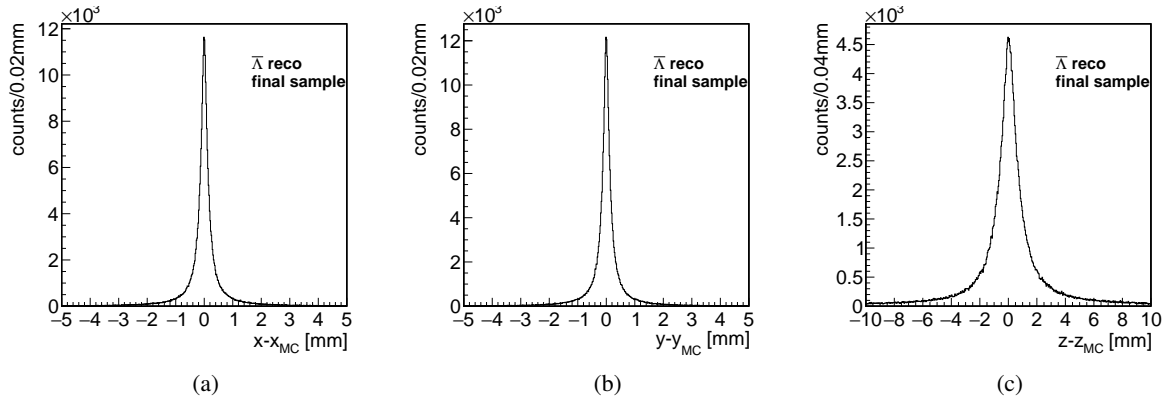 ×10³
12
10
8
6
4
2
0
counts/0.02mm
Λ̅ reco
final sample
−5 −4 −3 −2 −1 0 1 2 3 4 5
x-x_MC [mm]
(a)
×10³
12
10
8
6
4
2
0
counts/0.02mm
Λ̅ reco
final sample
−5 −4 −3 −2 −1 0 1 2 3 4 5
y-y_MC [mm]
(b)
×10³
4.5
4
3.5
3
2.5
2
1.5
1
0.5
0
counts/0.04mm
Λ̅ reco
final sample
−10 −8 −6 −4 −2 0 2 4 6 8 10
z-z_MC [mm]
(c)